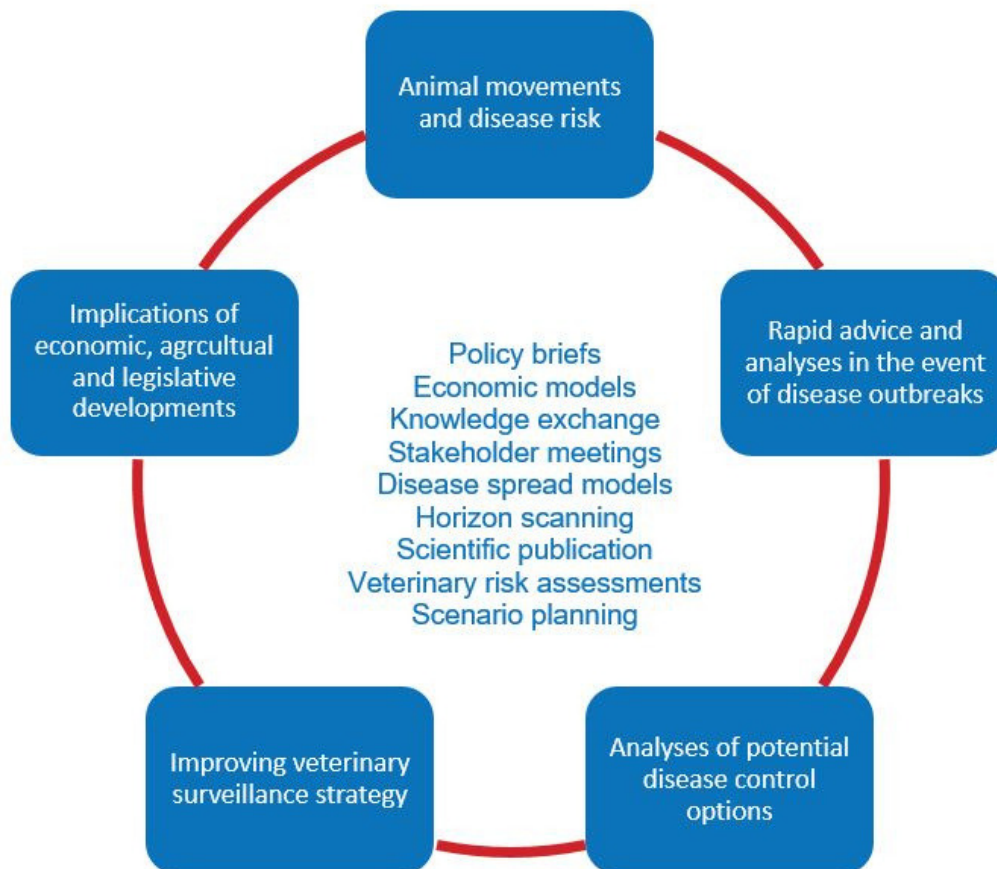 Animal movements
and disease risk
Rapid advice and
analyses in the event
of disease outbreaks
Analyses of potential
disease control
options
Improving veterinary
surveillance strategy
Implications of
economic, agrcultual
and legislative
developments
Policy briefs
Economic models
Knowledge exchange
Stakeholder meetings
Disease spread models
Horizon scanning
Scientific publication
Veterinary risk assessments
Scenario planning